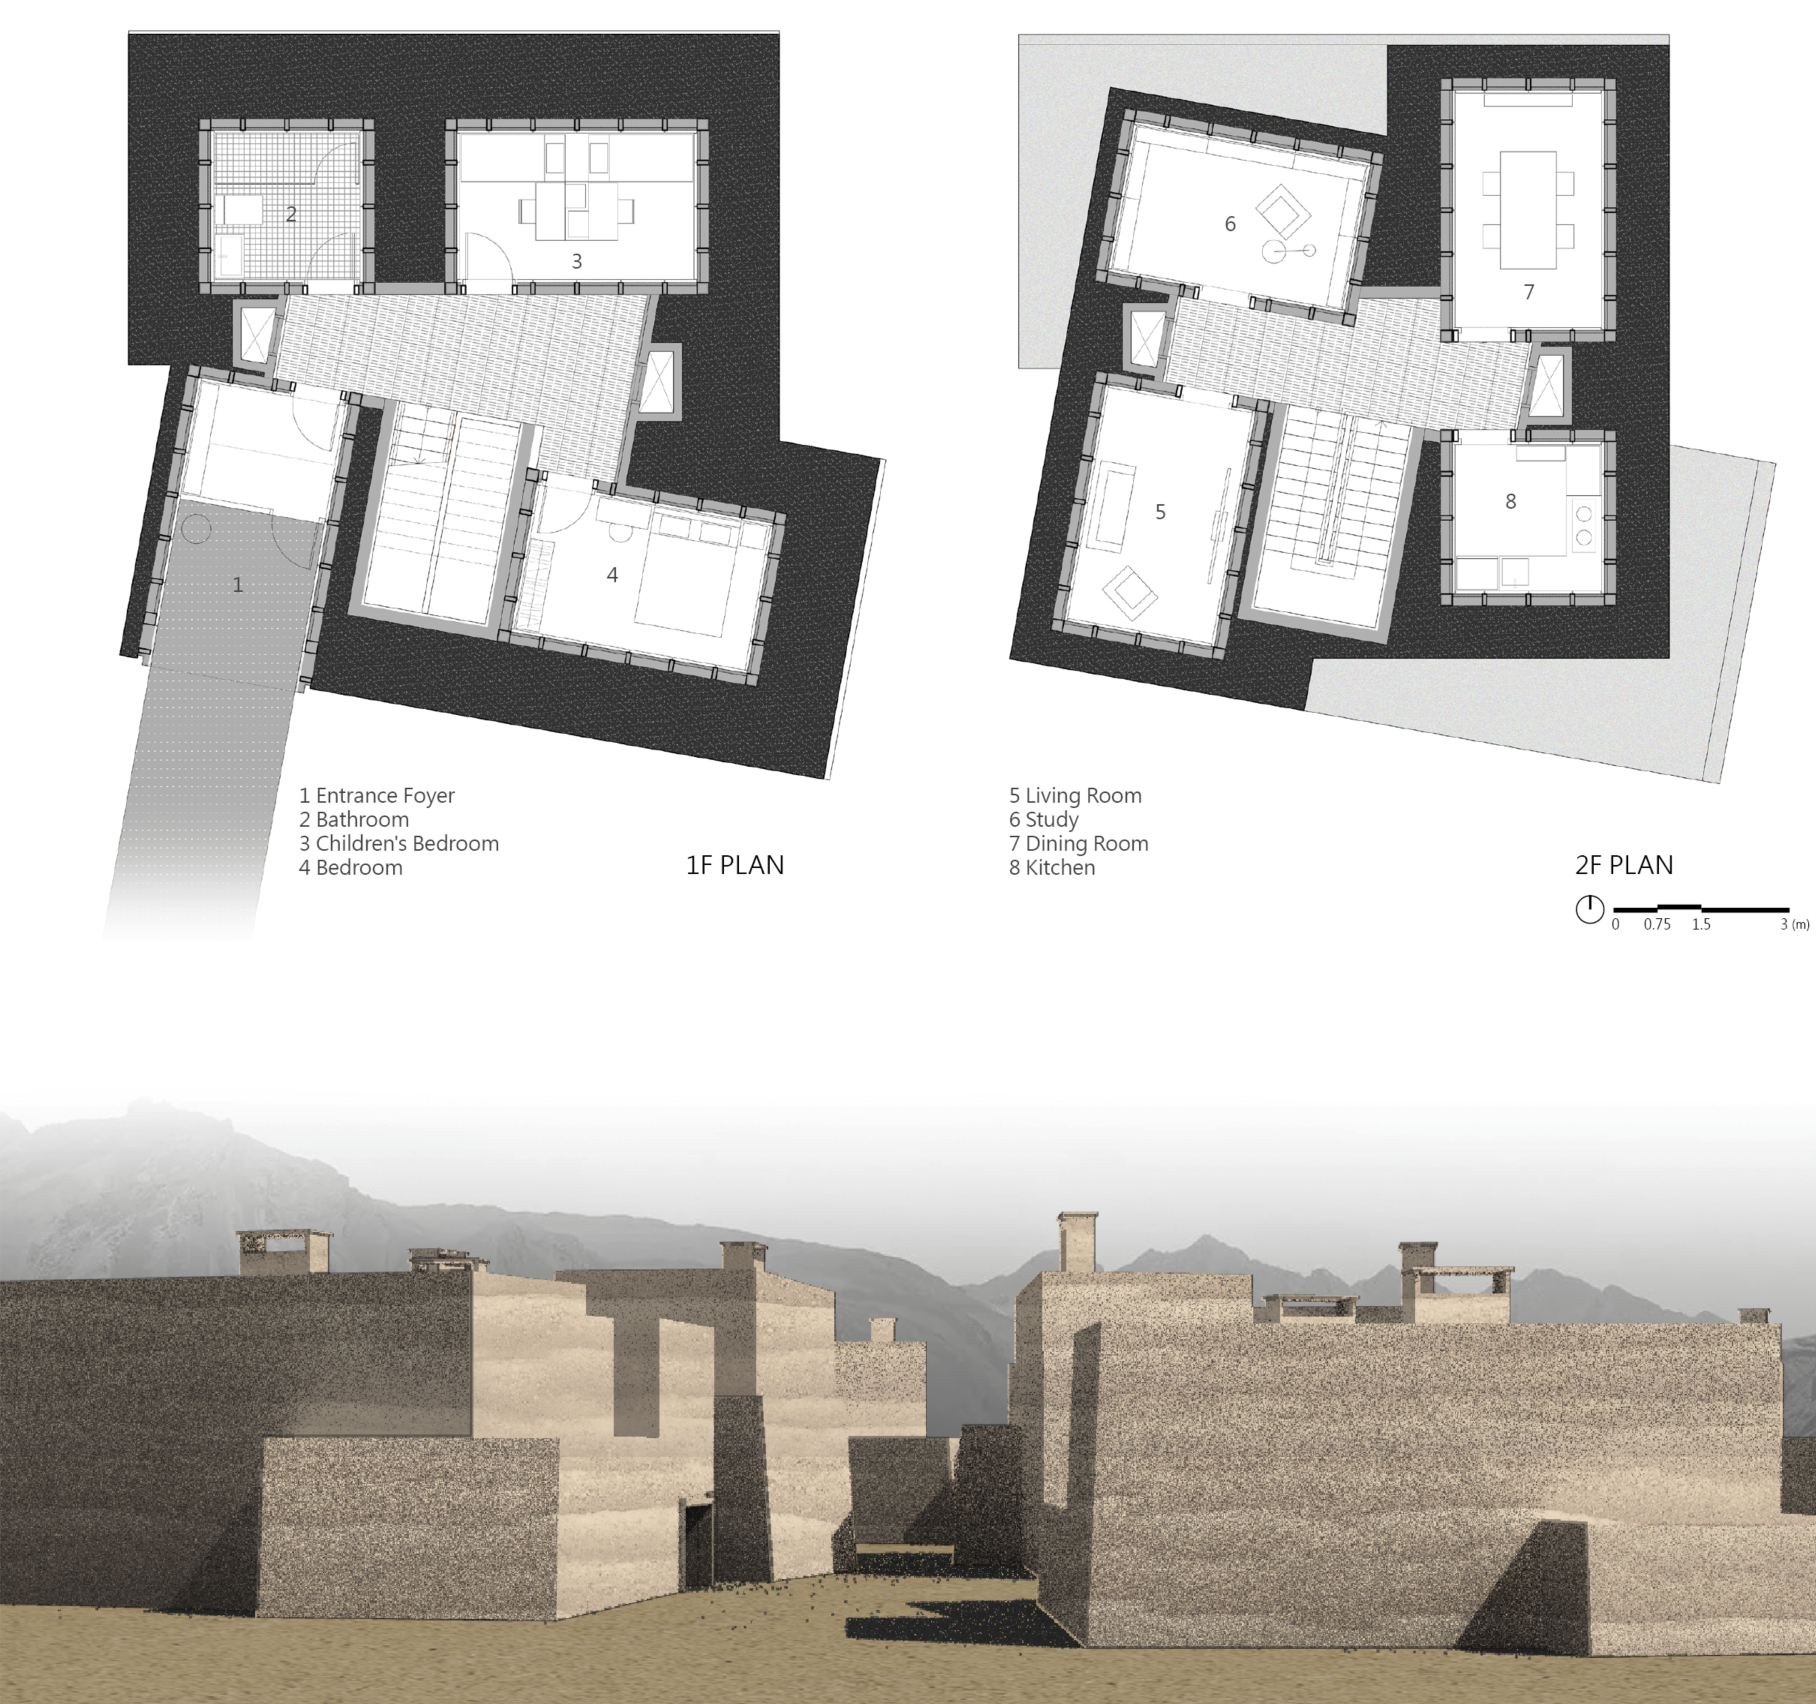 2
3
1
4
6
7
5
8
1 Entrance Foyer
2 Bathroom
3 Children's Bedroom
4 Bedroom
1F PLAN
5 Living Room
6 Study
7 Dining Room
8 Kitchen
2F PLAN
0 0.75 1.5 3 (m)